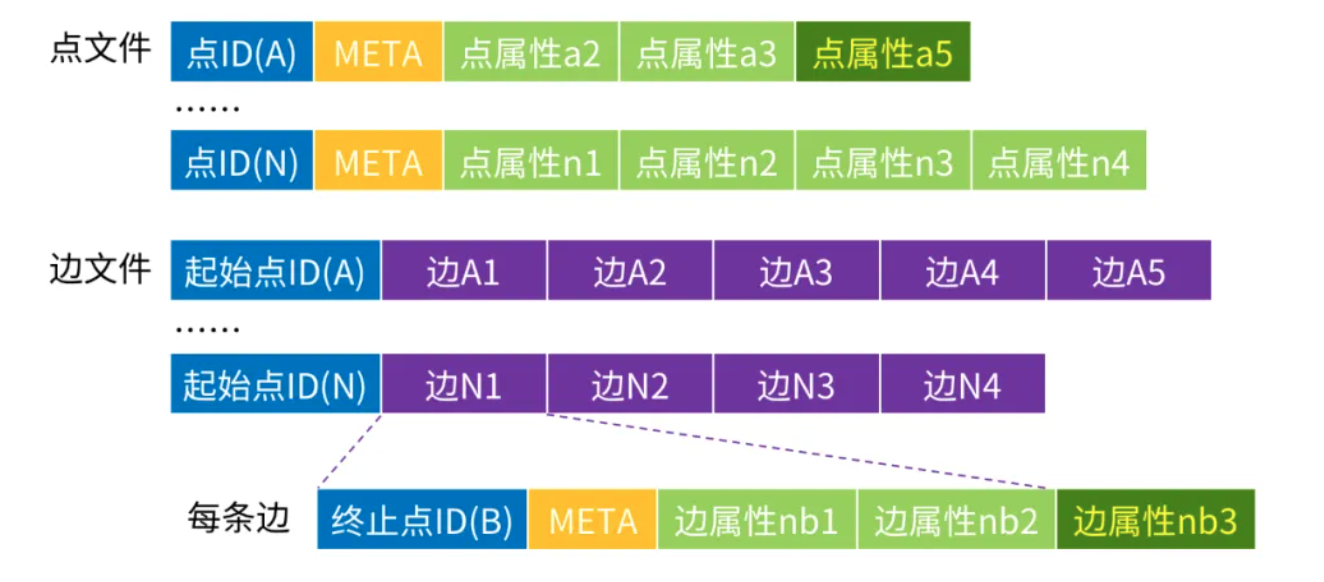 点文件 点ID(A) META 点属性a2 点属性a3 点属性a5
......
点ID(N) META 点属性n1 点属性n2 点属性n3 点属性n4
边文件 起始点ID(A) 边A1 边A2 边A3 边A4 边A5
......
起始点ID(N) 边N1 边N2 边N3 边N4
每条边 终止点ID(B) META 边属性nb1 边属性nb2 边属性nb3